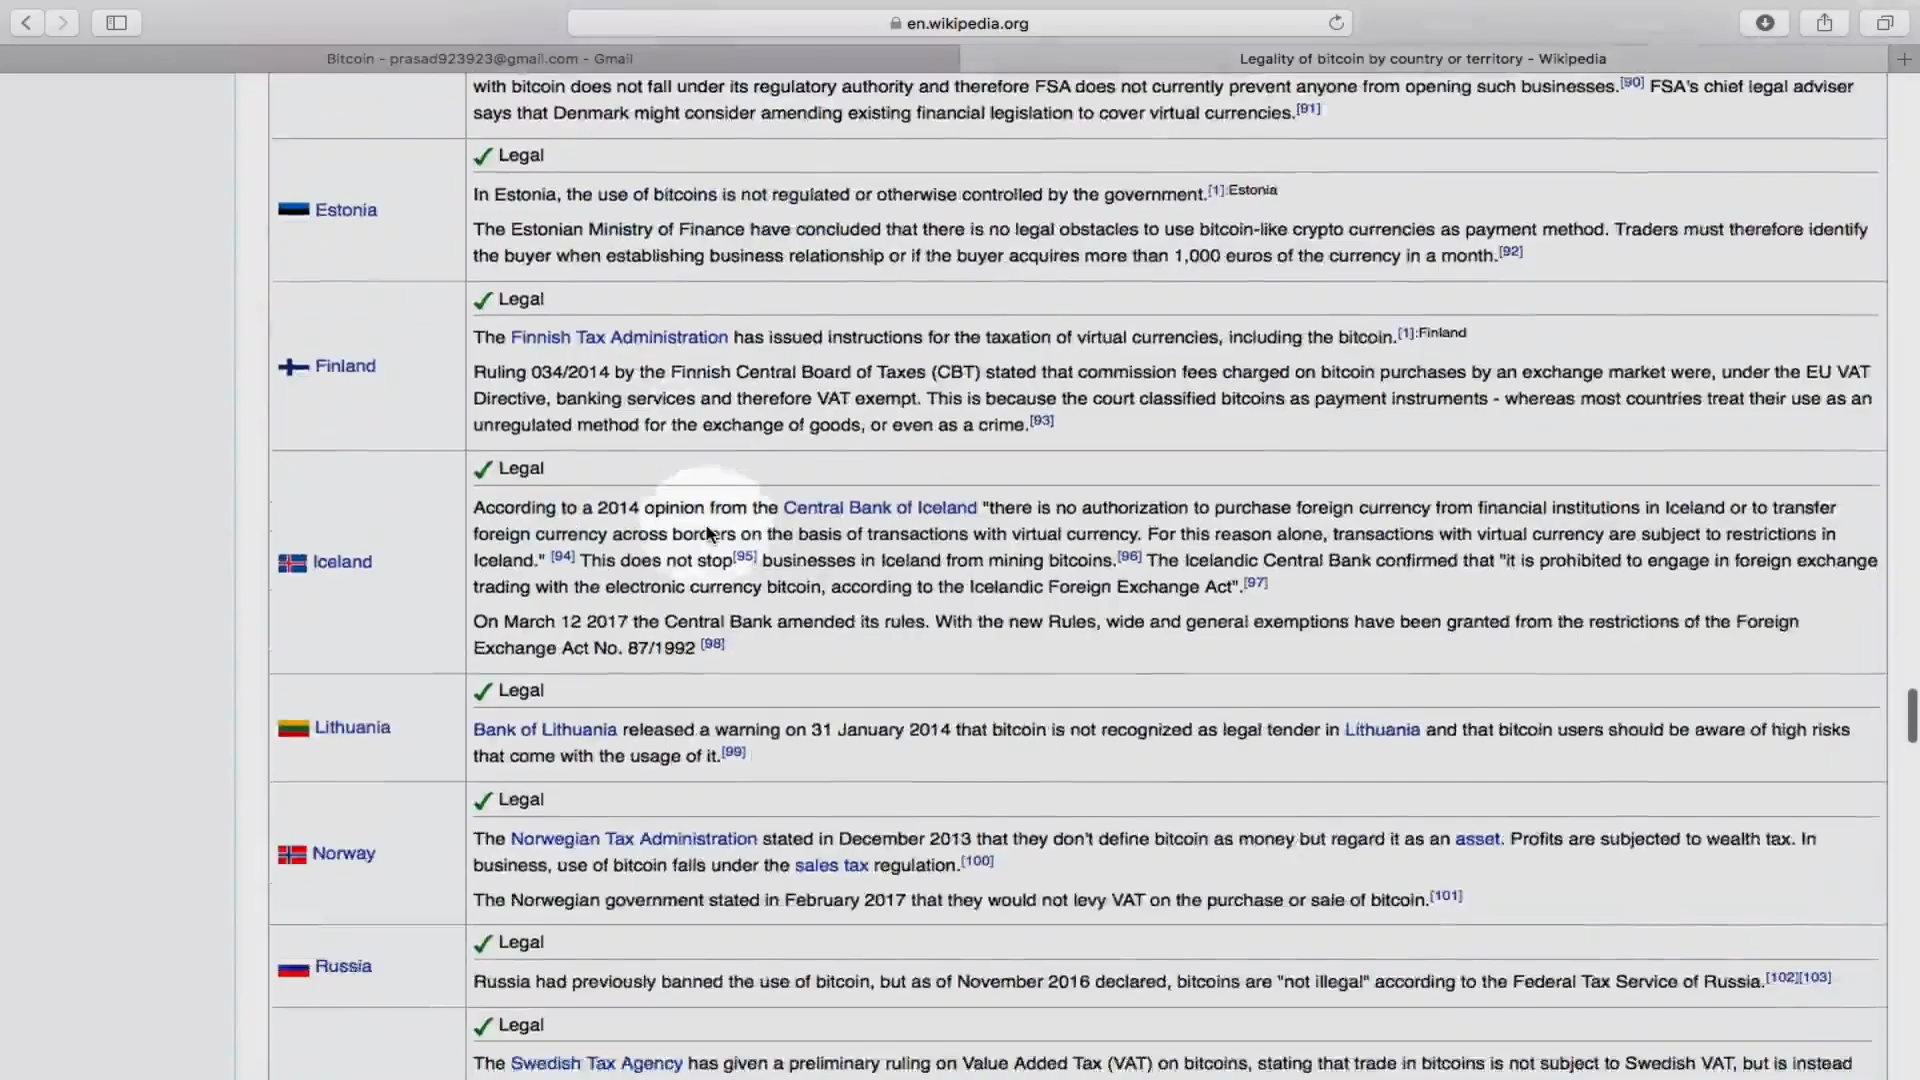 en.wikipedia.org
Bitcoin - prasad923923@gmail.com - Gmail
Legality of bitcoin by country or territory - Wikipedia
with bitcoin does not fall under its regulatory authority and therefore FSA does not currently prevent anyone from opening such businesses.[90] FSA's chief legal adviser
says that Denmark might consider amending existing financial legislation to cover virtual currencies.[91]
Legal
Estonia
In Estonia, the use of bitcoins is not regulated or otherwise controlled by the government.[1]:Estonia
The Estonian Ministry of Finance have concluded that there is no legal obstacles to use bitcoin-like crypto currencies as payment method. Traders must therefore identify
the buyer when establishing business relationship or if the buyer acquires more than 1,000 euros of the currency in a month.[92]
Legal
Finland
The Finnish Tax Administration has issued instructions for the taxation of virtual currencies, including the bitcoin.[1]:Finland
Ruling 034/2014 by the Finnish Central Board of Taxes (CBT) stated that commission fees charged on bitcoin purchases by an exchange market were, under the EU VAT
Directive, banking services and therefore VAT exempt. This is because the court classified bitcoins as payment instruments - whereas most countries treat their use as an
unregulated method for the exchange of goods, or even as a crime.[93]
Legal
Iceland
According to a 2014 opinion from the Central Bank of Iceland "there is no authorization to purchase foreign currency from financial institutions in Iceland or to transfer
foreign currency across borders on the basis of transactions with virtual currency. For this reason alone, transactions with virtual currency are subject to restrictions in
Iceland." [94] This does not stop[95] businesses in Iceland from mining bitcoins.[96] The Icelandic Central Bank confirmed that "it is prohibited to engage in foreign exchange
trading with the electronic currency bitcoin, according to the Icelandic Foreign Exchange Act".[97]
On March 12 2017 the Central Bank amended its rules. With the new Rules, wide and general exemptions have been granted from the restrictions of the Foreign
Exchange Act No. 87/1992 [98]
Legal
Lithuania
Bank of Lithuania released a warning on 31 January 2014 that bitcoin is not recognized as legal tender in Lithuania and that bitcoin users should be aware of high risks
that come with the usage of it.[99]
Legal
Norway
The Norwegian Tax Administration stated in December 2013 that they don't define bitcoin as money but regard it as an asset. Profits are subjected to wealth tax. In
business, use of bitcoin falls under the sales tax regulation.[100]
The Norwegian government stated in February 2017 that they would not levy VAT on the purchase or sale of bitcoin.[101]
Legal
Russia
Russia had previously banned the use of bitcoin, but as of November 2016 declared, bitcoins are "not illegal" according to the Federal Tax Service of Russia.[102][103]
Legal
The Swedish Tax Agency has given a preliminary ruling on Value Added Tax (VAT) on bitcoins, stating that trade in bitcoins is not subject to Swedish VAT, but is instead